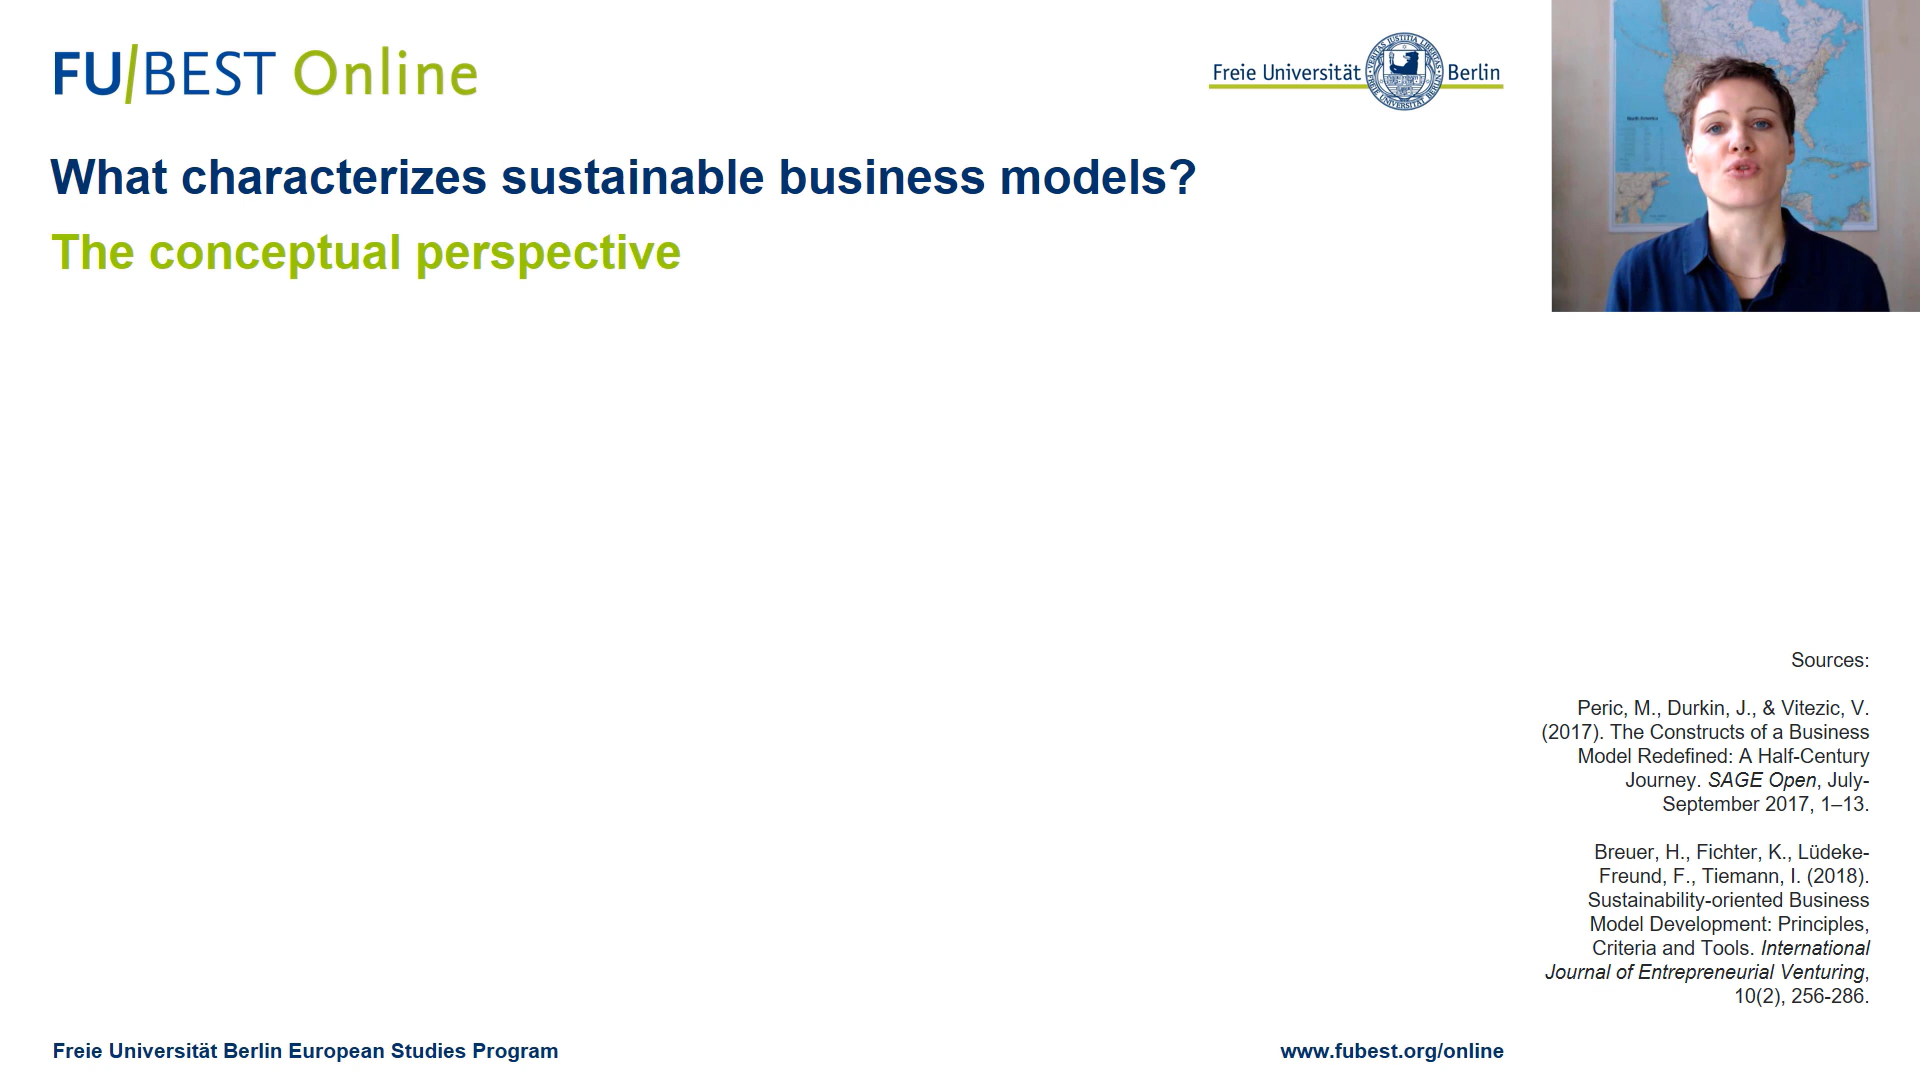 FU/BEST Online
Freie Universität Berlin
What characterizes sustainable business models?
The conceptual perspective
North America
Sources:
Peric, M., Durkin, J., & Vitezic, V.
(2017). The Constructs of a Business
Model Redefined: A Half-Century
Journey. SAGE Open, July-
September 2017, 1–13.
Breuer, H., Fichter, K., Lüdeke-
Freund, F., Tiemann, I. (2018).
Sustainability-oriented Business
Model Development: Principles,
Criteria and Tools. International
Journal of Entrepreneurial Venturing,
10(2), 256-286.
Freie Universität Berlin European Studies Program
www.fubest.org/online